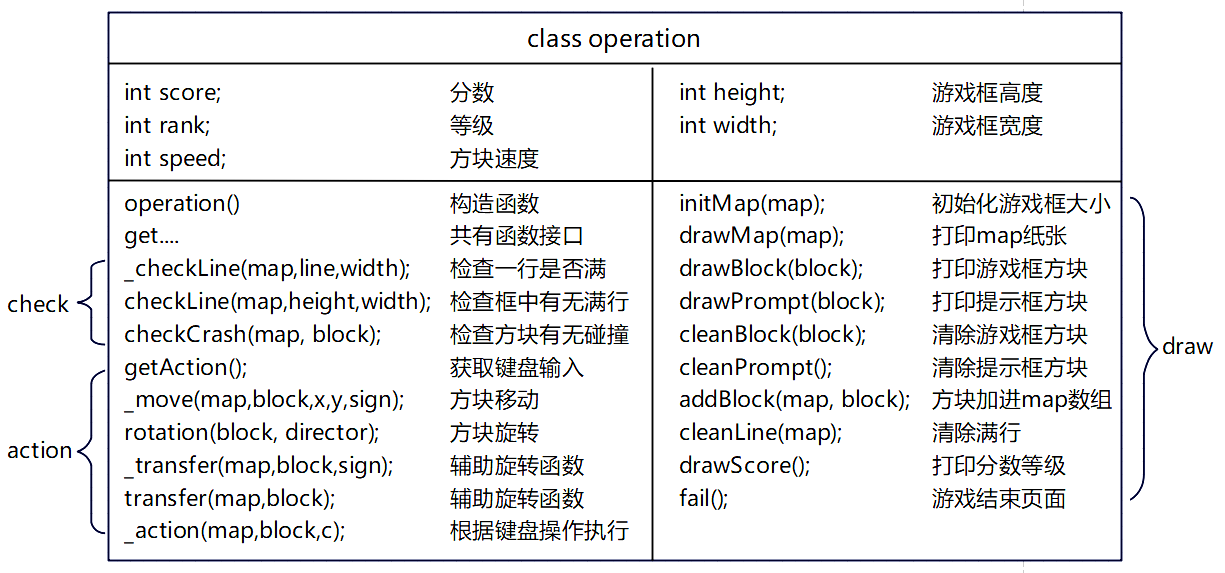 class operation
int score; 分数
int rank; 等级
int speed; 方块速度
int height; 游戏框高度
int width; 游戏框宽度
operation() 构造函数
get.... 共有函数接口
_checkLine(map,line,width); 检查一行是否满
checkLine(map,height,width); 检查框中有无满行
checkCrash(map, block); 检查方块有无碰撞
getAction(); 获取键盘输入
_move(map,block,x,y,sign); 方块移动
rotation(block, director); 方块旋转
_transfer(map,block,sign); 辅助旋转函数
transfer(map,block); 辅助旋转函数
_action(map,block,c); 根据键盘操作执行
check
action
initMap(map); 初始化游戏框大小
drawMap(map); 打印map纸张
drawBlock(block); 打印游戏框方块
drawPrompt(block); 打印提示框方块
cleanBlock(block); 清除游戏框方块
cleanPrompt(); 清除提示框方块
addBlock(map, block); 方块加进map数组
cleanLine(map); 清除满行
drawScore(); 打印分数等级
fail(); 游戏结束页面
draw